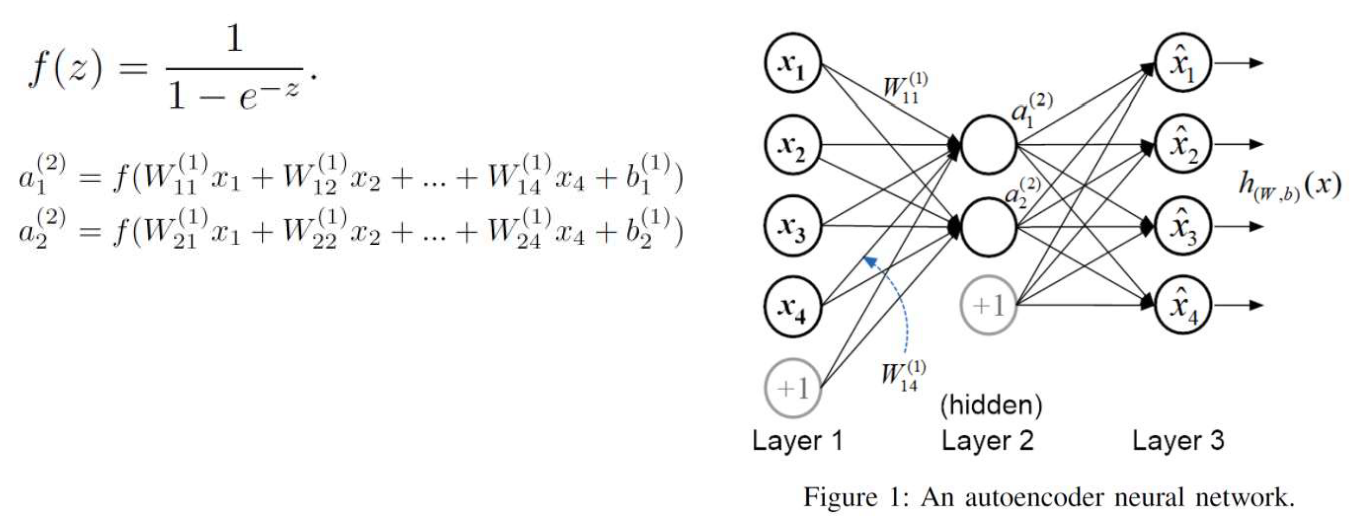 f(z) = 1 / (1 − e^{−z}).
a_1^{(2)} = f(W_{11}^{(1)} x_1 + W_{12}^{(1)} x_2 + ... + W_{14}^{(1)} x_4 + b_1^{(1)})
a_2^{(2)} = f(W_{21}^{(1)} x_1 + W_{22}^{(1)} x_2 + ... + W_{24}^{(1)} x_4 + b_2^{(1)})
x_1
x_2
x_3
x_4
+1
W_{11}^{(1)}
W_{14}^{(1)}
a_1^{(2)}
a_2^{(2)}
+1
x̂_1
x̂_2
x̂_3
x̂_4
h_{(W,b)}(x)
(hidden)
Layer 1 Layer 2 Layer 3
Figure 1: An autoencoder neural network.